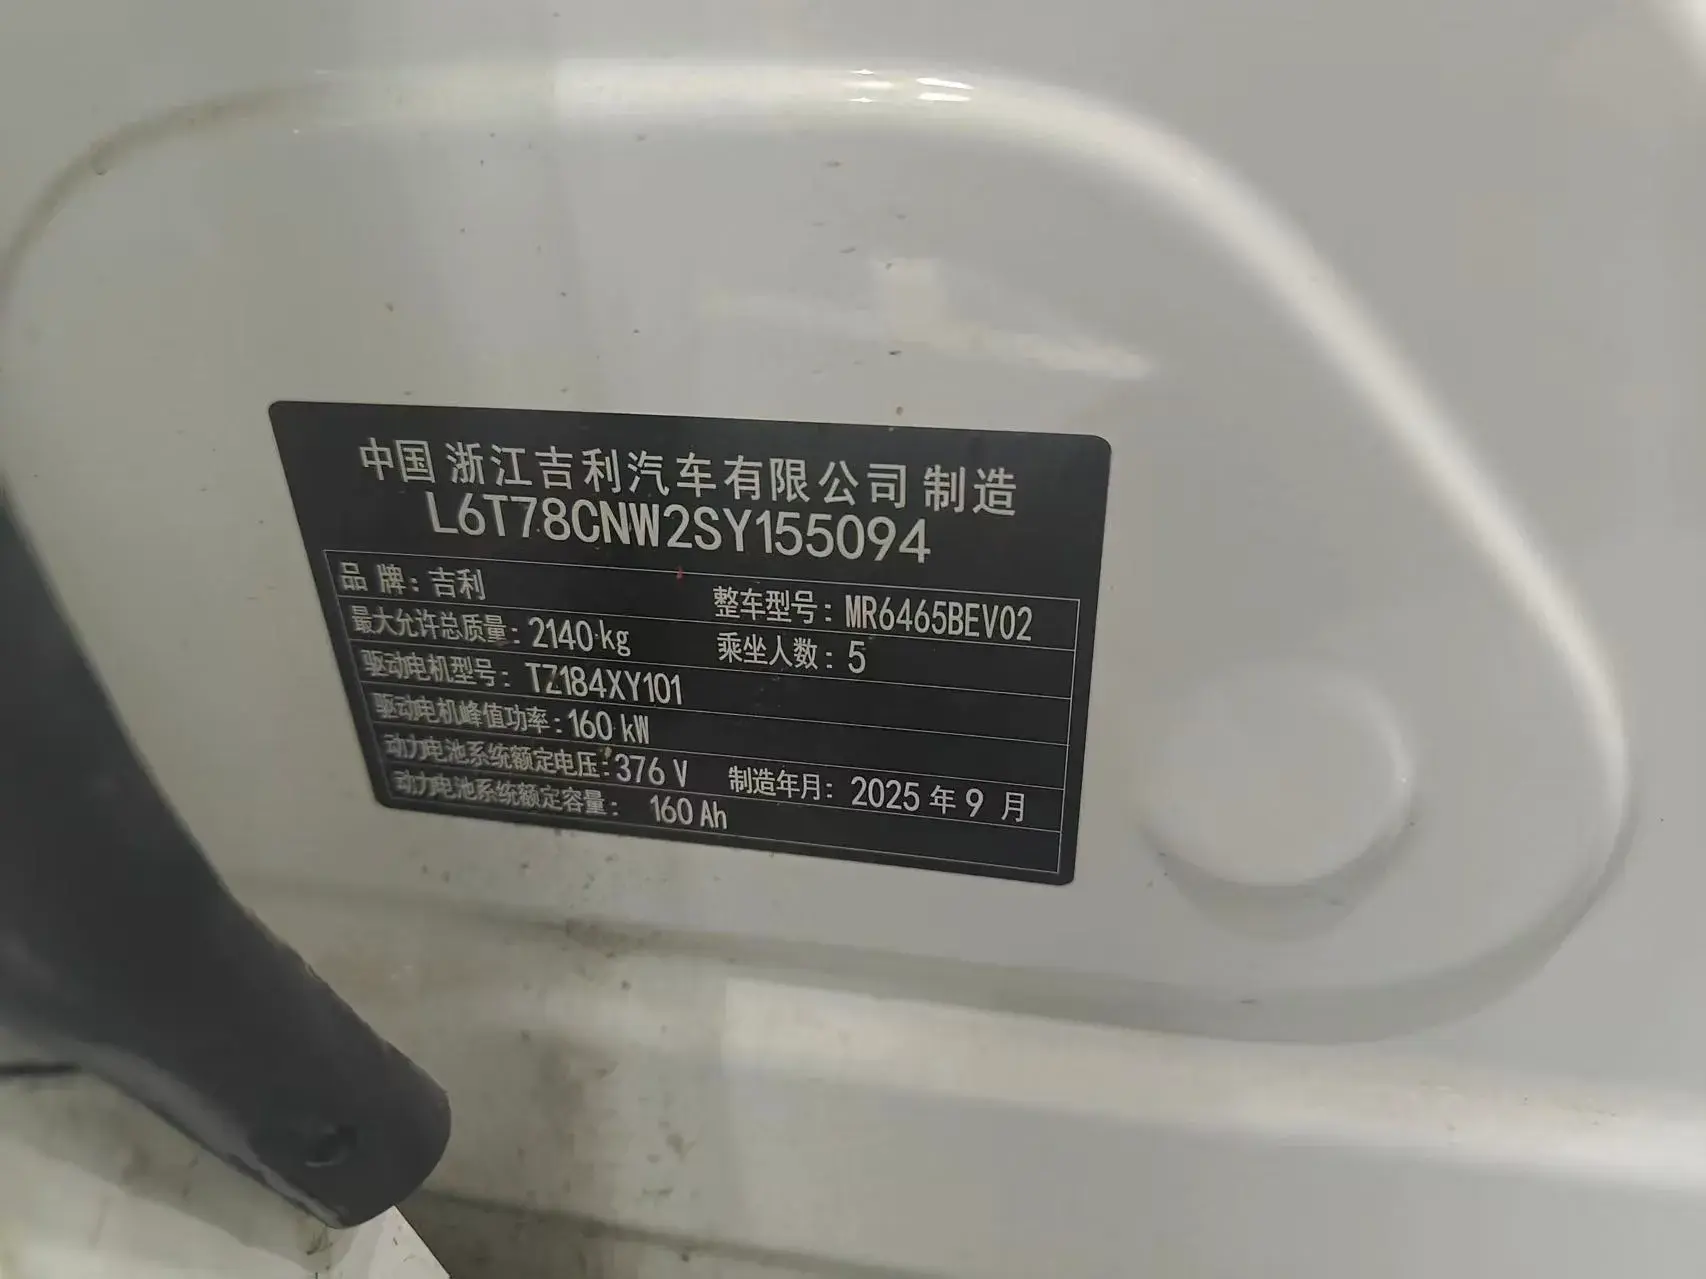 中国 浙江吉利汽车有限公司 制造
L6T78CNW2SY155094
品 牌：吉利 整车型号：MR6465BEV02
最大允许总质量：2140 kg 乘坐人数：5
驱动电机型号：TZ184XY101
驱动电机峰值功率：160 kW
动力电池系统额定电压：376 V 制造年月：2025 年 9 月
动力电池系统额定容量：160 Ah